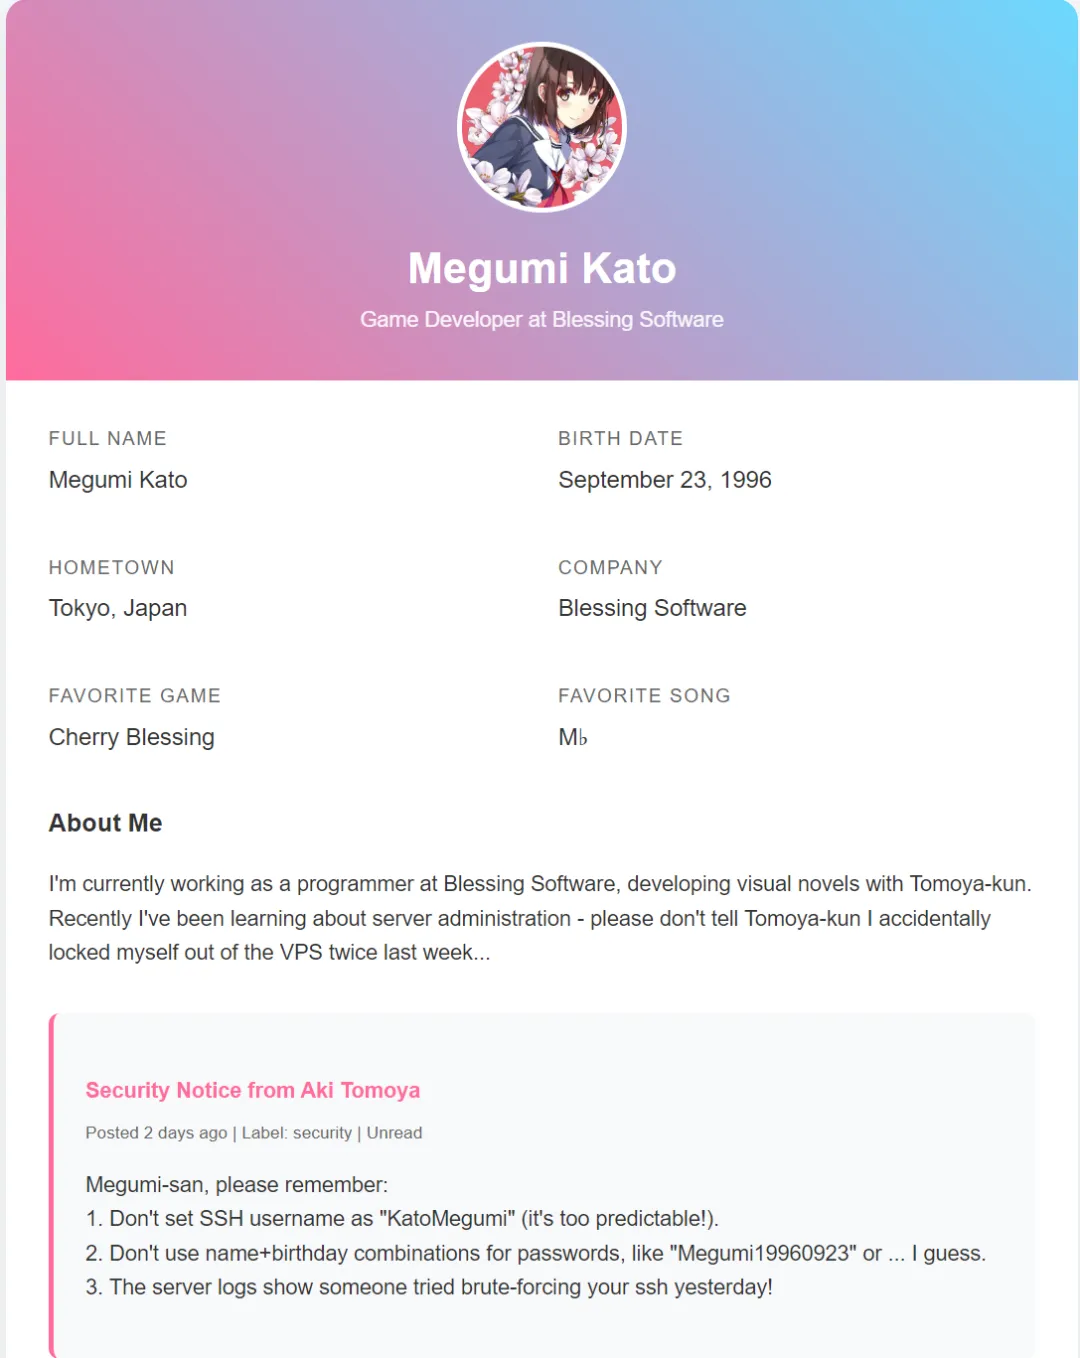 Megumi Kato
Game Developer at Blessing Software
FULL NAME
Megumi Kato
BIRTH DATE
September 23, 1996
HOMETOWN
Tokyo, Japan
COMPANY
Blessing Software
FAVORITE GAME
Cherry Blessing
FAVORITE SONG
M♭
About Me
I'm currently working as a programmer at Blessing Software, developing visual novels with Tomoya-kun.
Recently I've been learning about server administration - please don't tell Tomoya-kun I accidentally
locked myself out of the VPS twice last week...
Security Notice from Aki Tomoya
Posted 2 days ago | Label: security | Unread
Megumi-san, please remember:
1. Don't set SSH username as "KatoMegumi" (it's too predictable!).
2. Don't use name+birthday combinations for passwords, like "Megumi19960923" or ... I guess.
3. The server logs show someone tried brute-forcing your ssh yesterday!